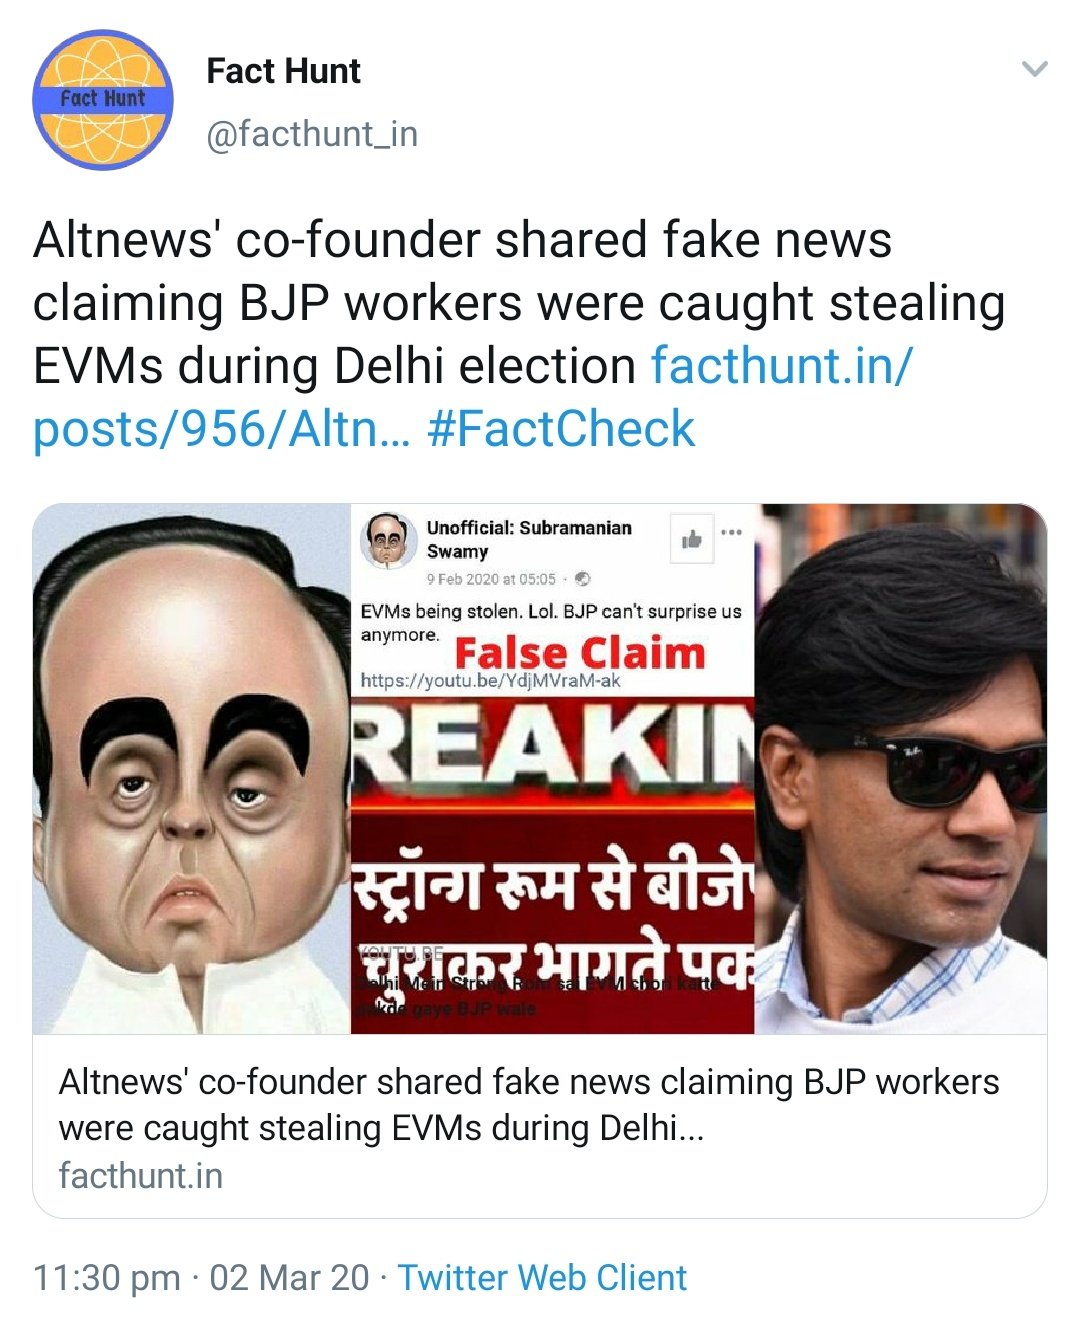 Fact Hunt
Fact Hunt
@facthunt_in
Altnews' co-founder shared fake news
claiming BJP workers were caught stealing
EVMs during Delhi election facthunt.in/
posts/956/Altn... #FactCheck
Unofficial: Subramanian
Swamy
9 Feb 2020 at 05:05 ·
EVMs being stolen. Lol. BJP can't surprise us
anymore.
False Claim
https://youtu.be/YdjMVraM-ak
REAKIN
स्ट्रॉन्ग रूम से बीजे
YOUTU.BE
चुराकर भागते पक
Delhi Mein Strong Rom sai EVM chori karte
pakde gaye BJP wale
Altnews' co-founder shared fake news claiming BJP workers
were caught stealing EVMs during Delhi...
facthunt.in
11:30 pm · 02 Mar 20 · Twitter Web Client